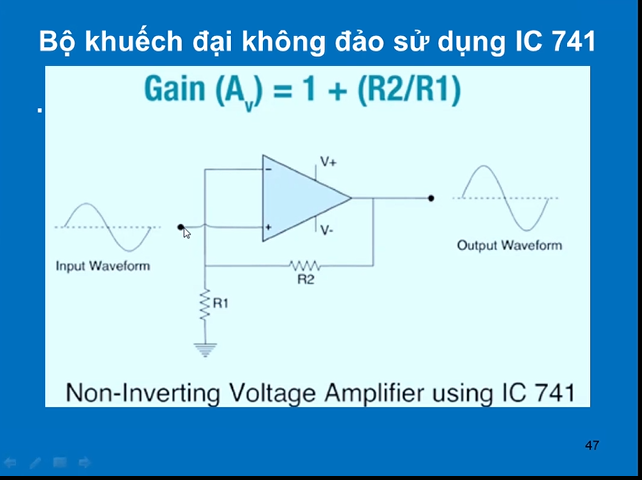 Bộ khuếch đại không đảo sử dụng IC 741
Gain (Av) = 1 + (R2/R1)
V+
−
+
V-
Input Waveform
Output Waveform
R2
R1
Non-Inverting Voltage Amplifier using IC 741
47